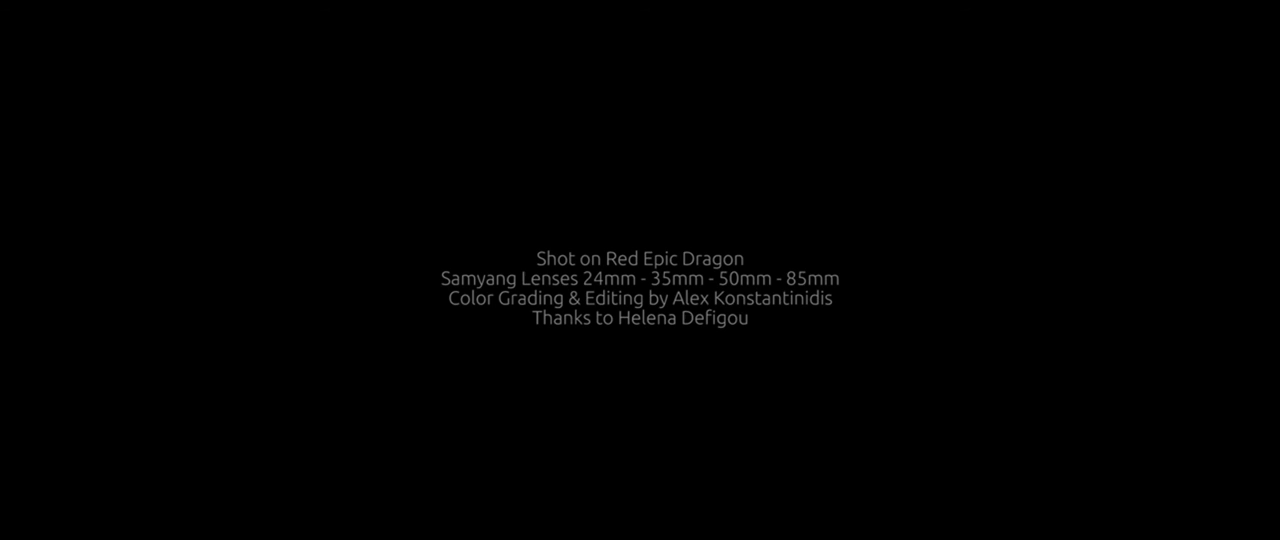 Shot on Red Epic Dragon
Samyang Lenses 24mm - 35mm - 50mm - 85mm
Color Grading & Editing by Alex Konstantinidis
Thanks to Helena Defigou